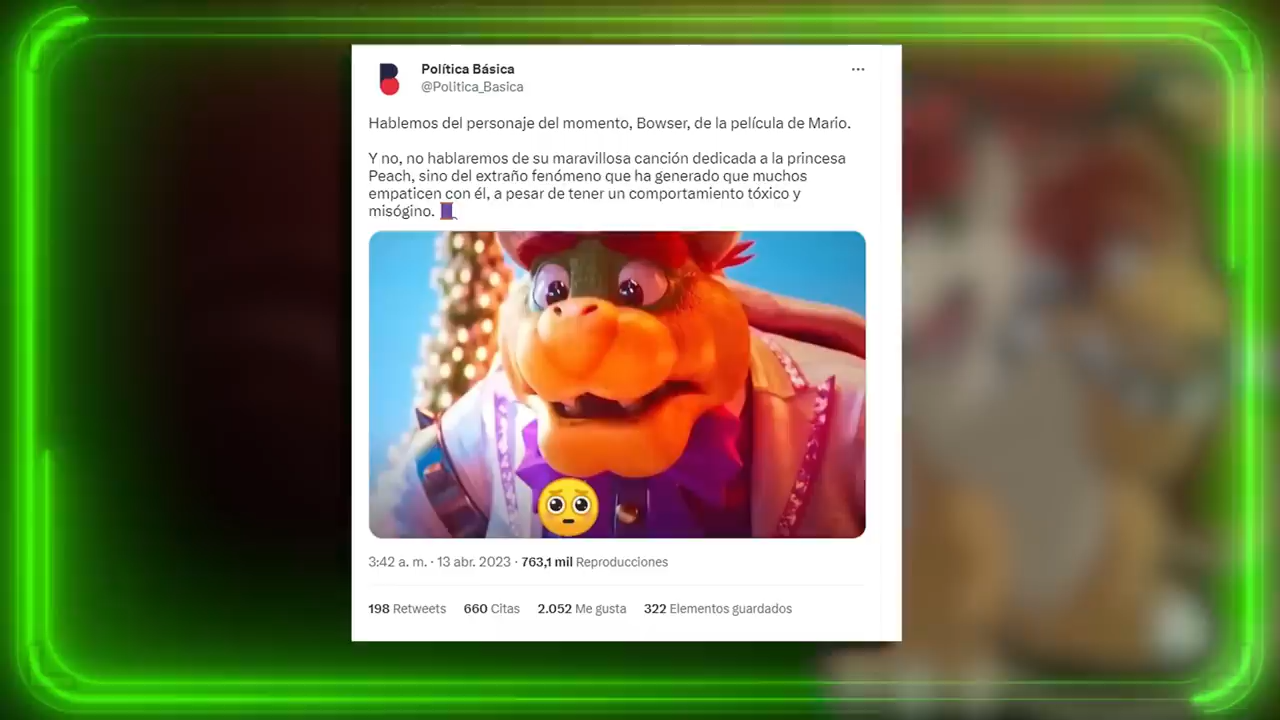 Política Básica
@Politica_Basica
Hablemos del personaje del momento, Bowser, de la película de Mario.
Y no, no hablaremos de su maravillosa canción dedicada a la princesa
Peach, sino del extraño fenómeno que ha generado que muchos
empaticen con él, a pesar de tener un comportamiento tóxico y
misógino.
3:42 a. m. · 13 abr. 2023 · 763,1 mil Reproducciones
198 Retweets 660 Citas 2.052 Me gusta 322 Elementos guardados